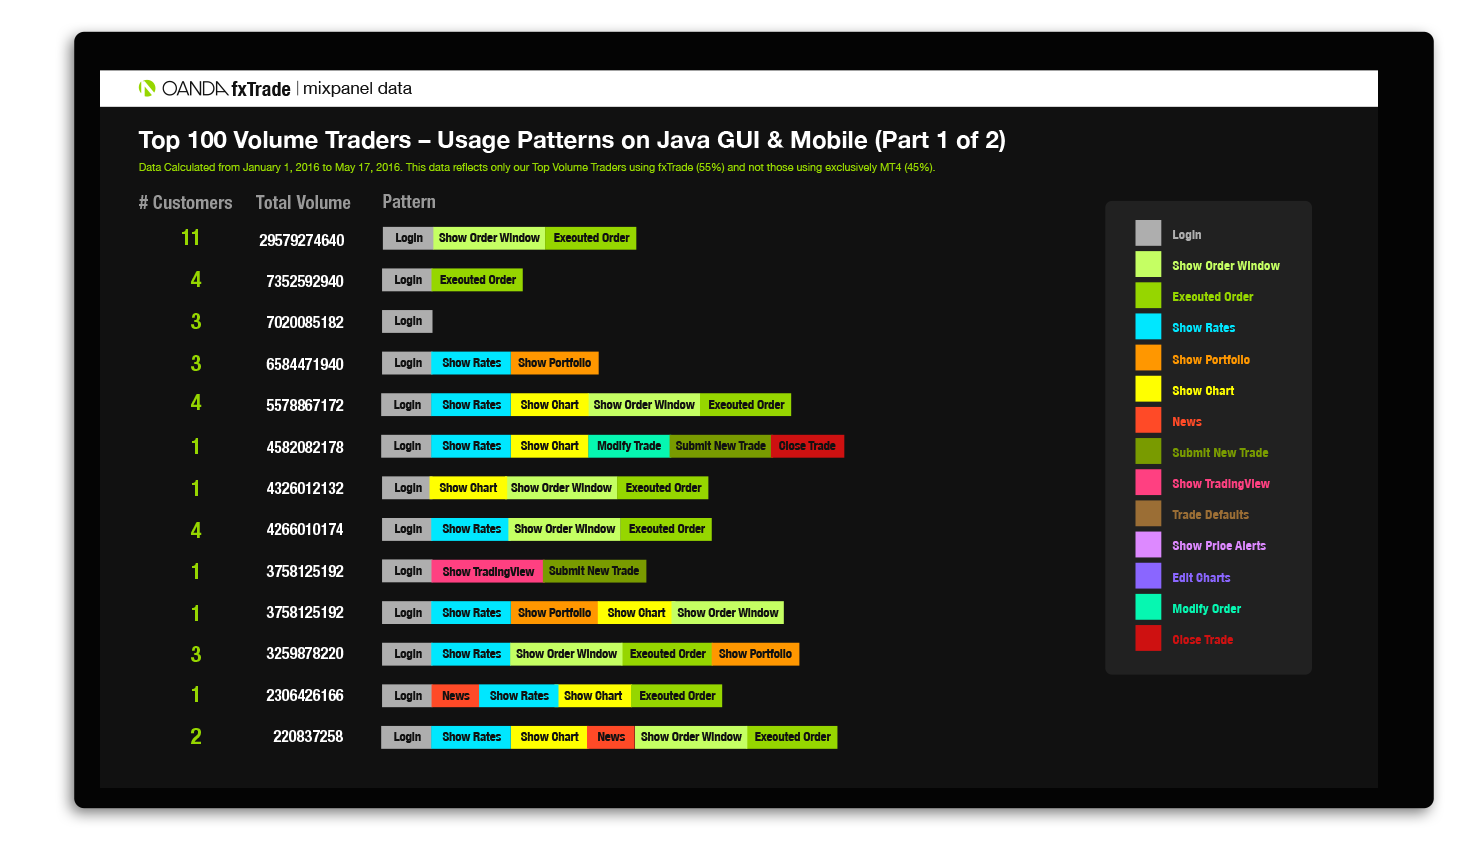 OANDA fxTrade | mixpanel data
Top 100 Volume Traders – Usage Patterns on Java GUI & Mobile (Part 1 of 2)
Data Calculated from January 1, 2016 to May 17, 2016. This data reflects only our Top Volume Traders using fxTrade (55%) and not those using exclusively MT4 (45%).
# Customers Total Volume Pattern
11 29579274640 Login Show Order Window Executed Order
4 7352592940 Login Executed Order
3 7020085182 Login
3 6584471940 Login Show Rates Show Portfolio
4 5578867172 Login Show Rates Show Chart Show Order Window Executed Order
1 4582082178 Login Show Rates Show Chart Modify Trade Submit New Trade Close Trade
1 4326012132 Login Show Chart Show Order Window Executed Order
4 4266010174 Login Show Rates Show Order Window Executed Order
1 3758125192 Login Show TradingView Submit New Trade
1 3758125192 Login Show Rates Show Portfolio Show Chart Show Order Window
3 3259878220 Login Show Rates Show Order Window Executed Order Show Portfolio
1 2306426166 Login News Show Rates Show Chart Executed Order
2 220837258 Login Show Rates Show Chart News Show Order Window Executed Order
Login
Show Order Window
Executed Order
Show Rates
Show Portfolio
Show Chart
News
Submit New Trade
Show TradingView
Trade Defaults
Show Price Alerts
Edit Charts
Modify Order
Close Trade